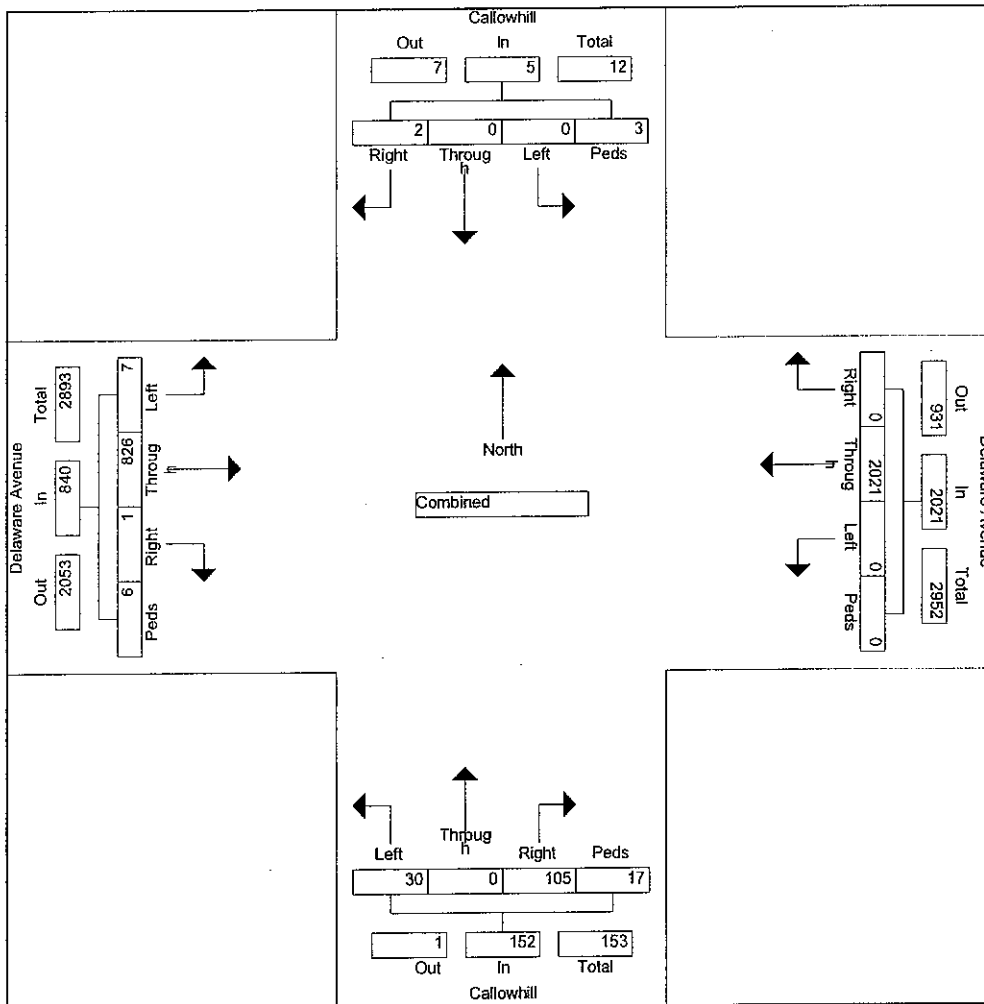 Callowhill
Out In Total
7 5 12
2 0 0 3
Right Throug h Left Peds
Delaware Avenue
Total In Out
2893 840 2053
7 826 1 6
Left Throug h Right Peds
North
Combined
Right Throug h Left Peds
0 2021 0 0
931 2021 2952
Out In Total
Throug h
Left Right Peds
30 0 105 17
1 152 153
Out In Total
Callowhill